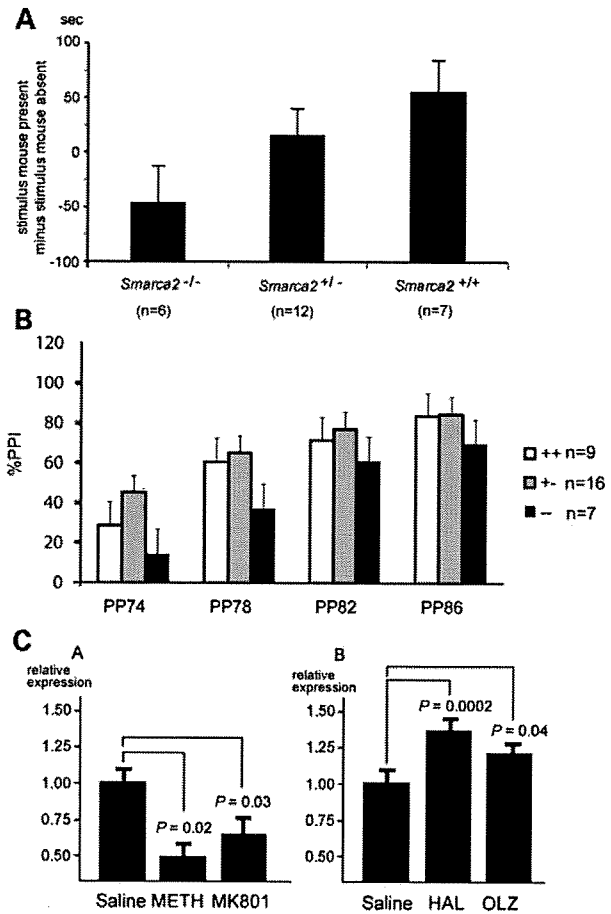 A
sec
stimulus mouse present
minus stimulus mouse absent
100
50
0
-50
-100
Smarca2 -/-
Smarca2 +/-
Smarca2 +/+
(n=6)
(n=12)
(n=7)
B
%PPI
120
100
80
60
40
20
0
PP74
PP78
PP82
PP86
++ n=9
+- n=16
-- n=7
C
A
relative
expression
1.50
1.25
1.00
0.75
0.50
P = 0.02
P = 0.03
Saline METH MK801
B
relative
expression
1.50
1.25
1.00
0.75
0.50
P = 0.0002
P = 0.04
Saline HAL OLZ